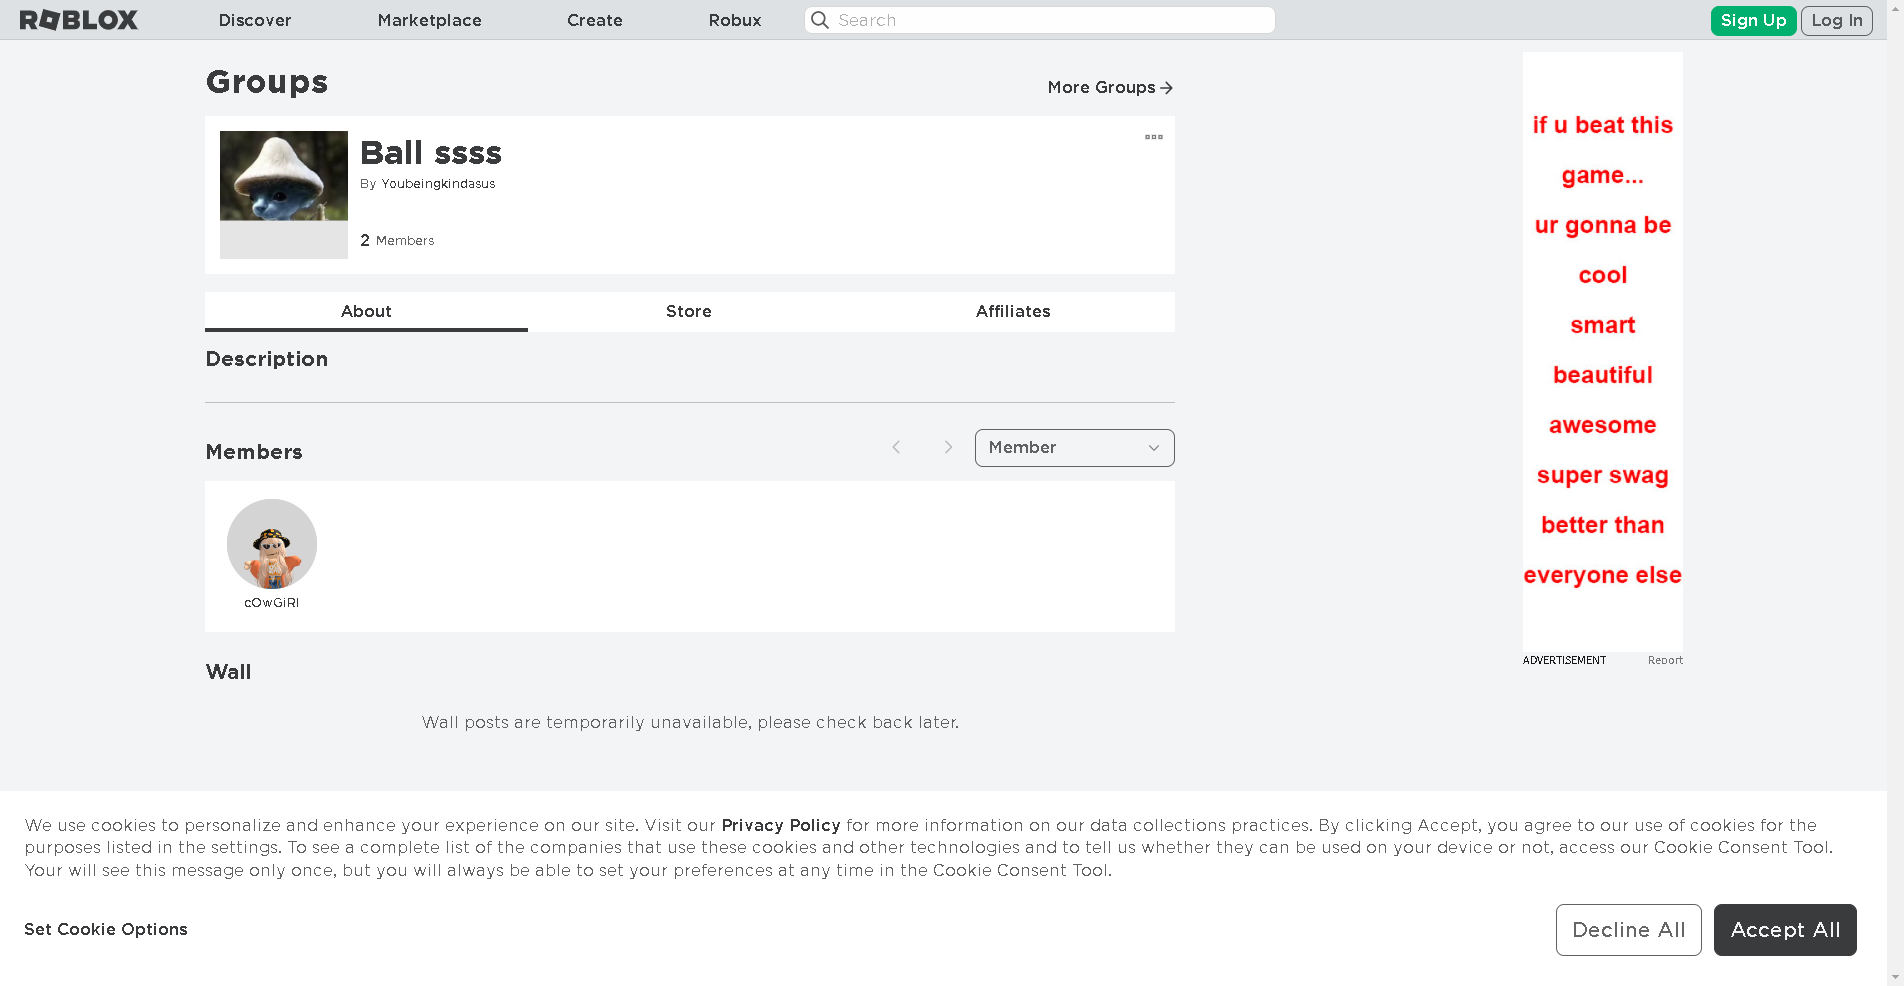 ROBLOX
Discover
Marketplace
Create
Robux
Search
Sign Up
Log In
Groups
More Groups
Ball ssss
By Youbeingkindasus
2 Members
About
Store
Affiliates
Description
Members
Member
cOwGiRl
Wall
Wall posts are temporarily unavailable, please check back later.
if u beat this
game...
ur gonna be
cool
smart
beautiful
awesome
super swag
better than
everyone else
ADVERTISEMENT
Report
We use cookies to personalize and enhance your experience on our site. Visit our Privacy Policy for more information on our data collections practices. By clicking Accept, you agree to our use of cookies for the
purposes listed in the settings. To see a complete list of the companies that use these cookies and other technologies and to tell us whether they can be used on your device or not, access our Cookie Consent Tool.
Your will see this message only once, but you will always be able to set your preferences at any time in the Cookie Consent Tool.
Set Cookie Options
Decline All
Accept All